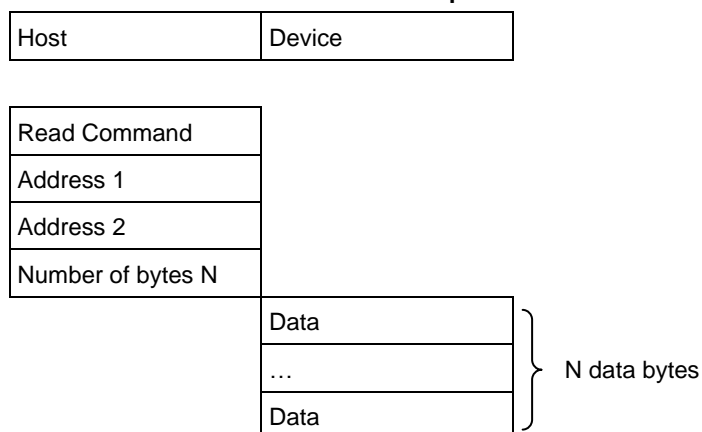 Host Device
Read Command
Address 1
Address 2
Number of bytes N
Data
… N data bytes
Data